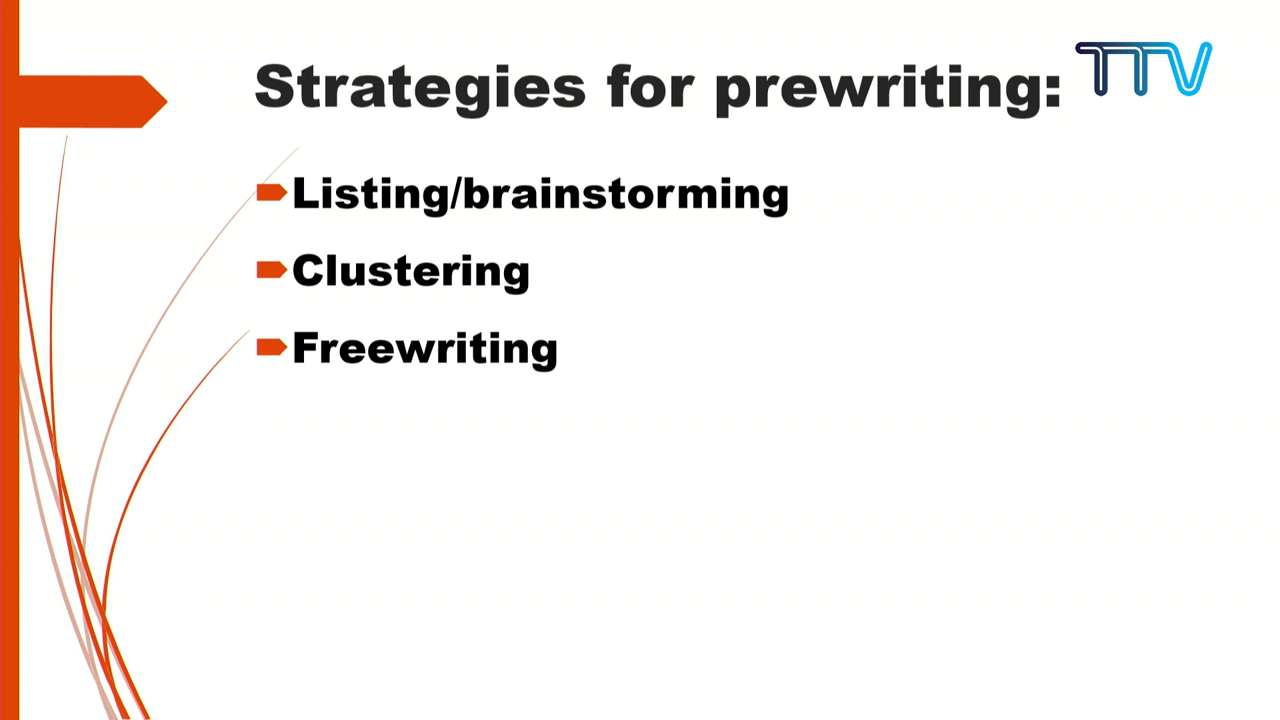 Strategies for prewriting:
TTV
Listing/brainstorming
Clustering
Freewriting